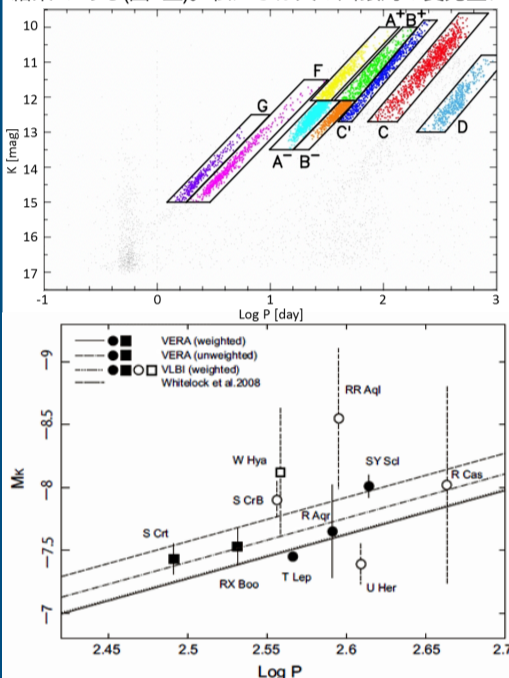 A⁺ B⁺
F
G
A⁻ B⁻ C' C D
10
11
12
13
14
15
16
17
K [mag]
-1 0 1 2 3
Log P [day]
VERA (weighted)
VERA (unweighted)
VLBI (weighted)
Whitelock et al.2008
RR Aql
W Hya
SY Scl
R Cas
S CrB
R Aqr
S Crt
RX Boo
T Lep
U Her
−9
−8.5
−8
−7.5
−7
MK
2.45 2.5 2.55 2.6 2.65 2.7
Log P